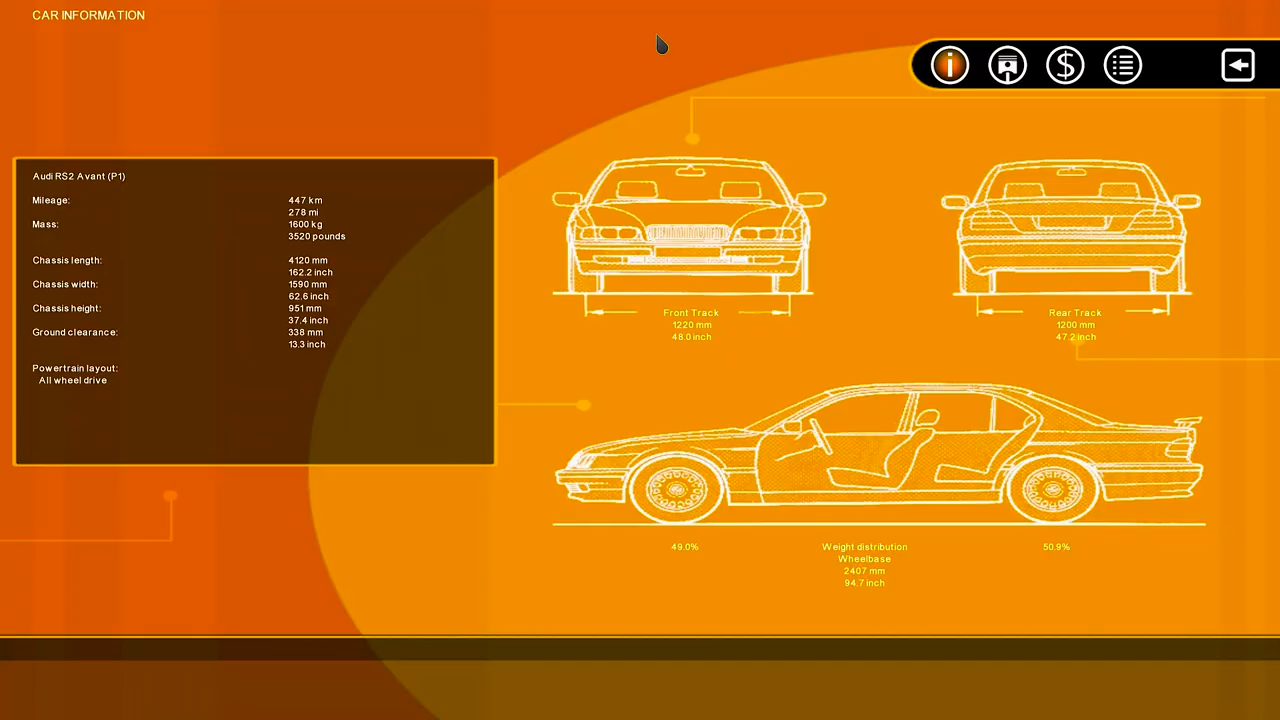 CAR INFORMATION
Audi RS2 Avant (P1)
Mileage: 447 km
278 mi
Mass: 1600 kg
3520 pounds
Chassis length: 4120 mm
162.2 inch
Chassis width: 1590 mm
62.6 inch
Chassis height: 951 mm
37.4 inch
Ground clearance: 338 mm
13.3 inch
Powertrain layout:
All wheel drive
Front Track
1220 mm
48.0 inch
Rear Track
1200 mm
47.2 inch
49.0% Weight distribution 50.9%
Wheelbase
2407 mm
94.7 inch